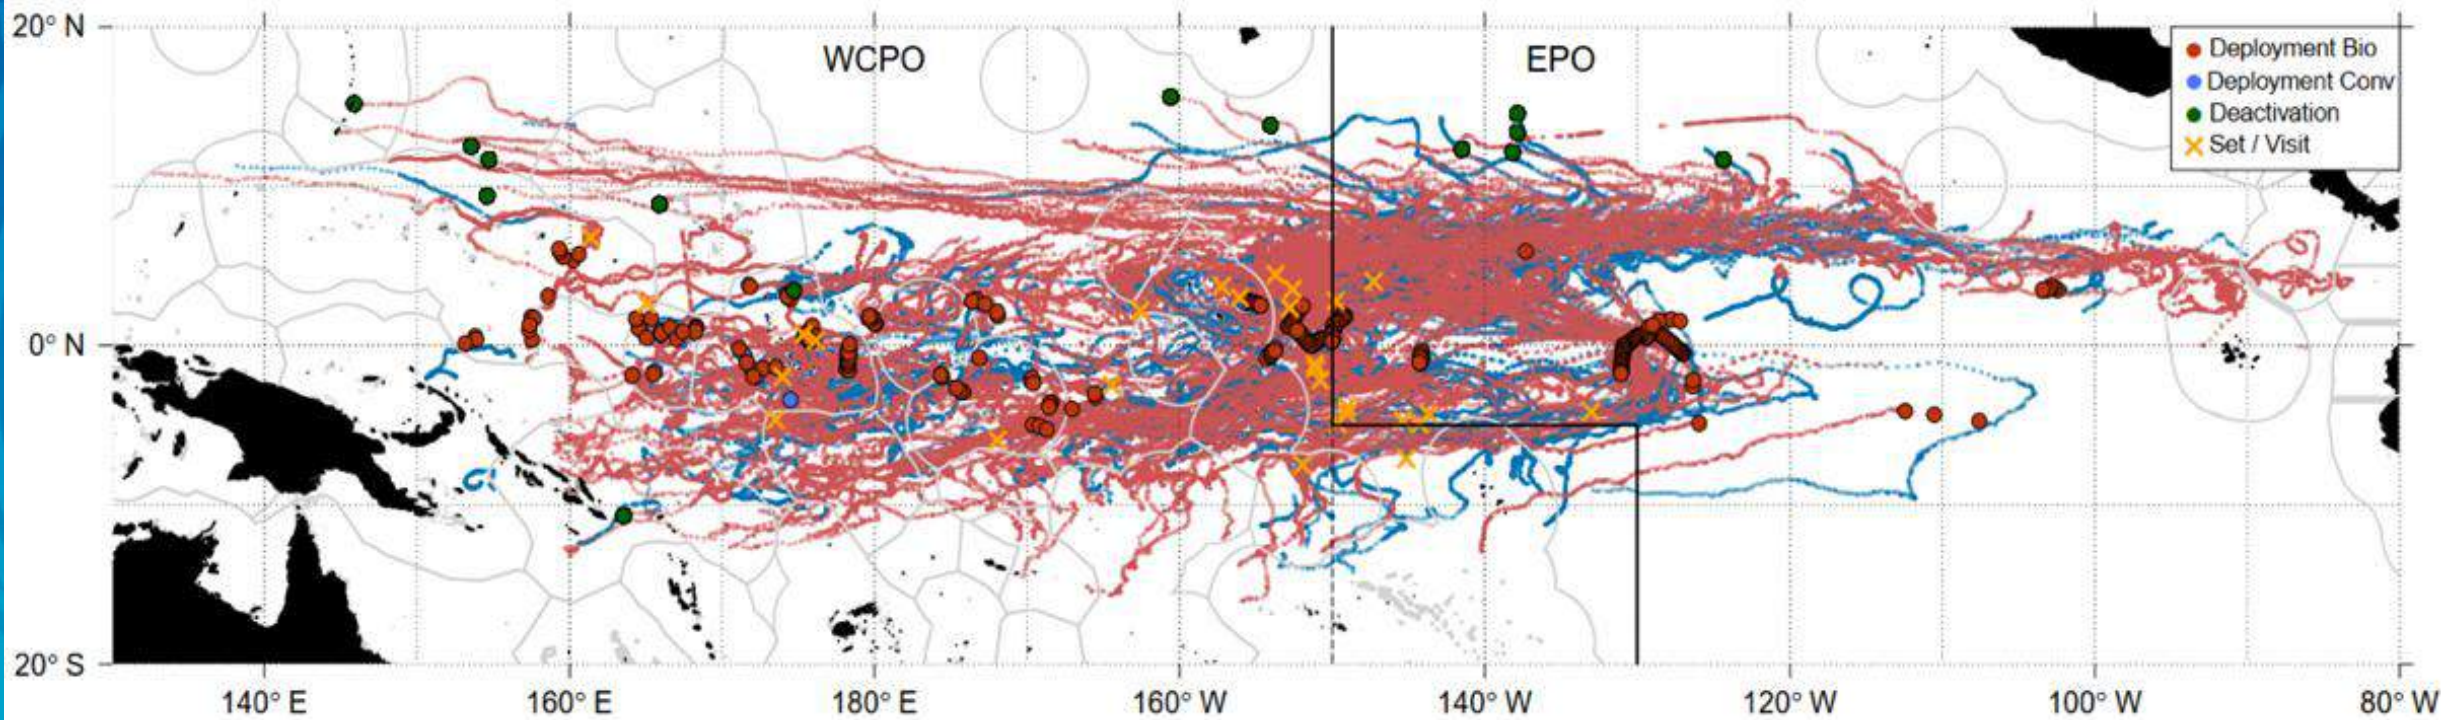 20° N
WCPO
EPO
Deployment Bio
Deployment Conv
Deactivation
Set / Visit
0° N
20° S
140° E
160° E
180° E
160° W
140° W
120° W
100° W
80° W